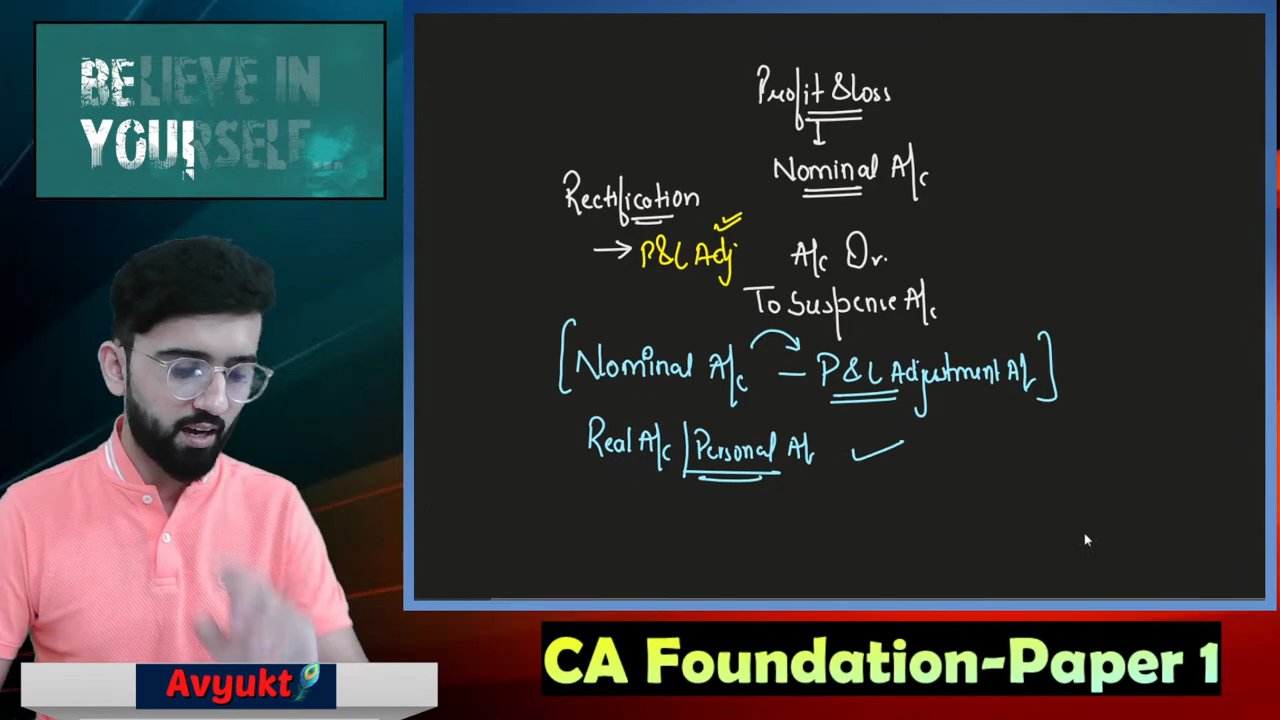 BELIEVE IN
YOURSELF...
Profit & Loss
Nominal A/c
Rectification
→ P&L Adj
A/c Dr.
To Suspense A/c
[Nominal A/c – P&L Adjustment A/c]
Real A/c | Personal A/c
Avyukt
CA Foundation-Paper 1